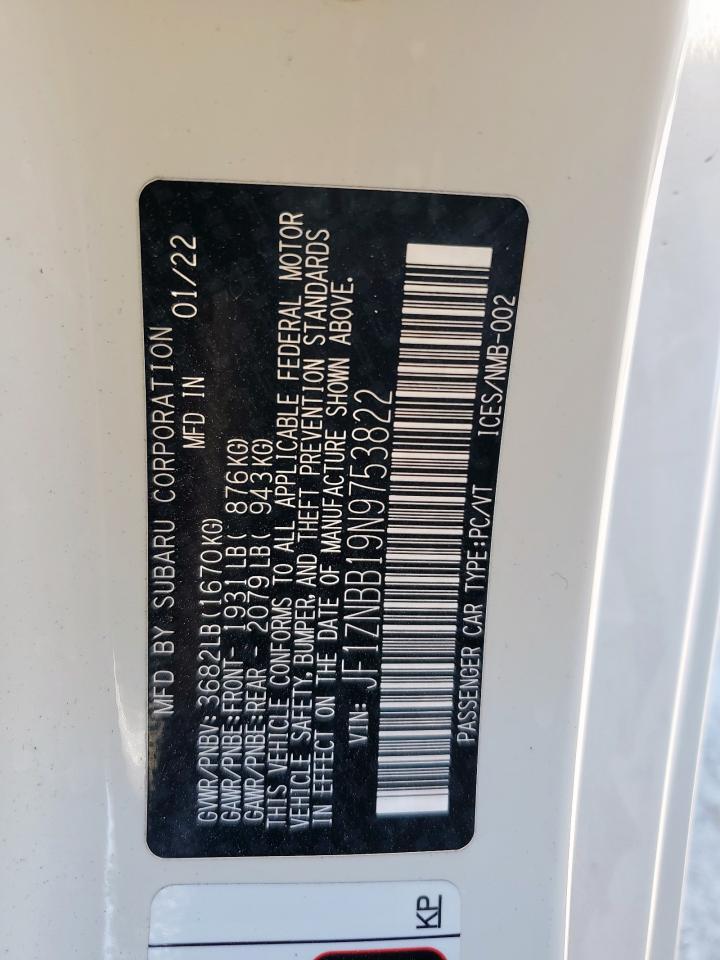 MFD BY SUBARU CORPORATION
MFD IN 01/22
GVWR/PNBV: 3682LB(1670KG)
GAWR/PNBE:FRONT- 1931LB( 876KG)
GAWR/PNBE:REAR - 2079LB( 943KG)
THIS VEHICLE CONFORMS TO ALL APPLICABLE FEDERAL MOTOR
VEHICLE SAFETY, BUMPER, AND THEFT PREVENTION STANDARDS
IN EFFECT ON THE DATE OF MANUFACTURE SHOWN ABOVE.
VIN: JF1ZNBB19N9753822
PASSENGER CAR TYPE:PC/VT ICES/NMB-002
KP